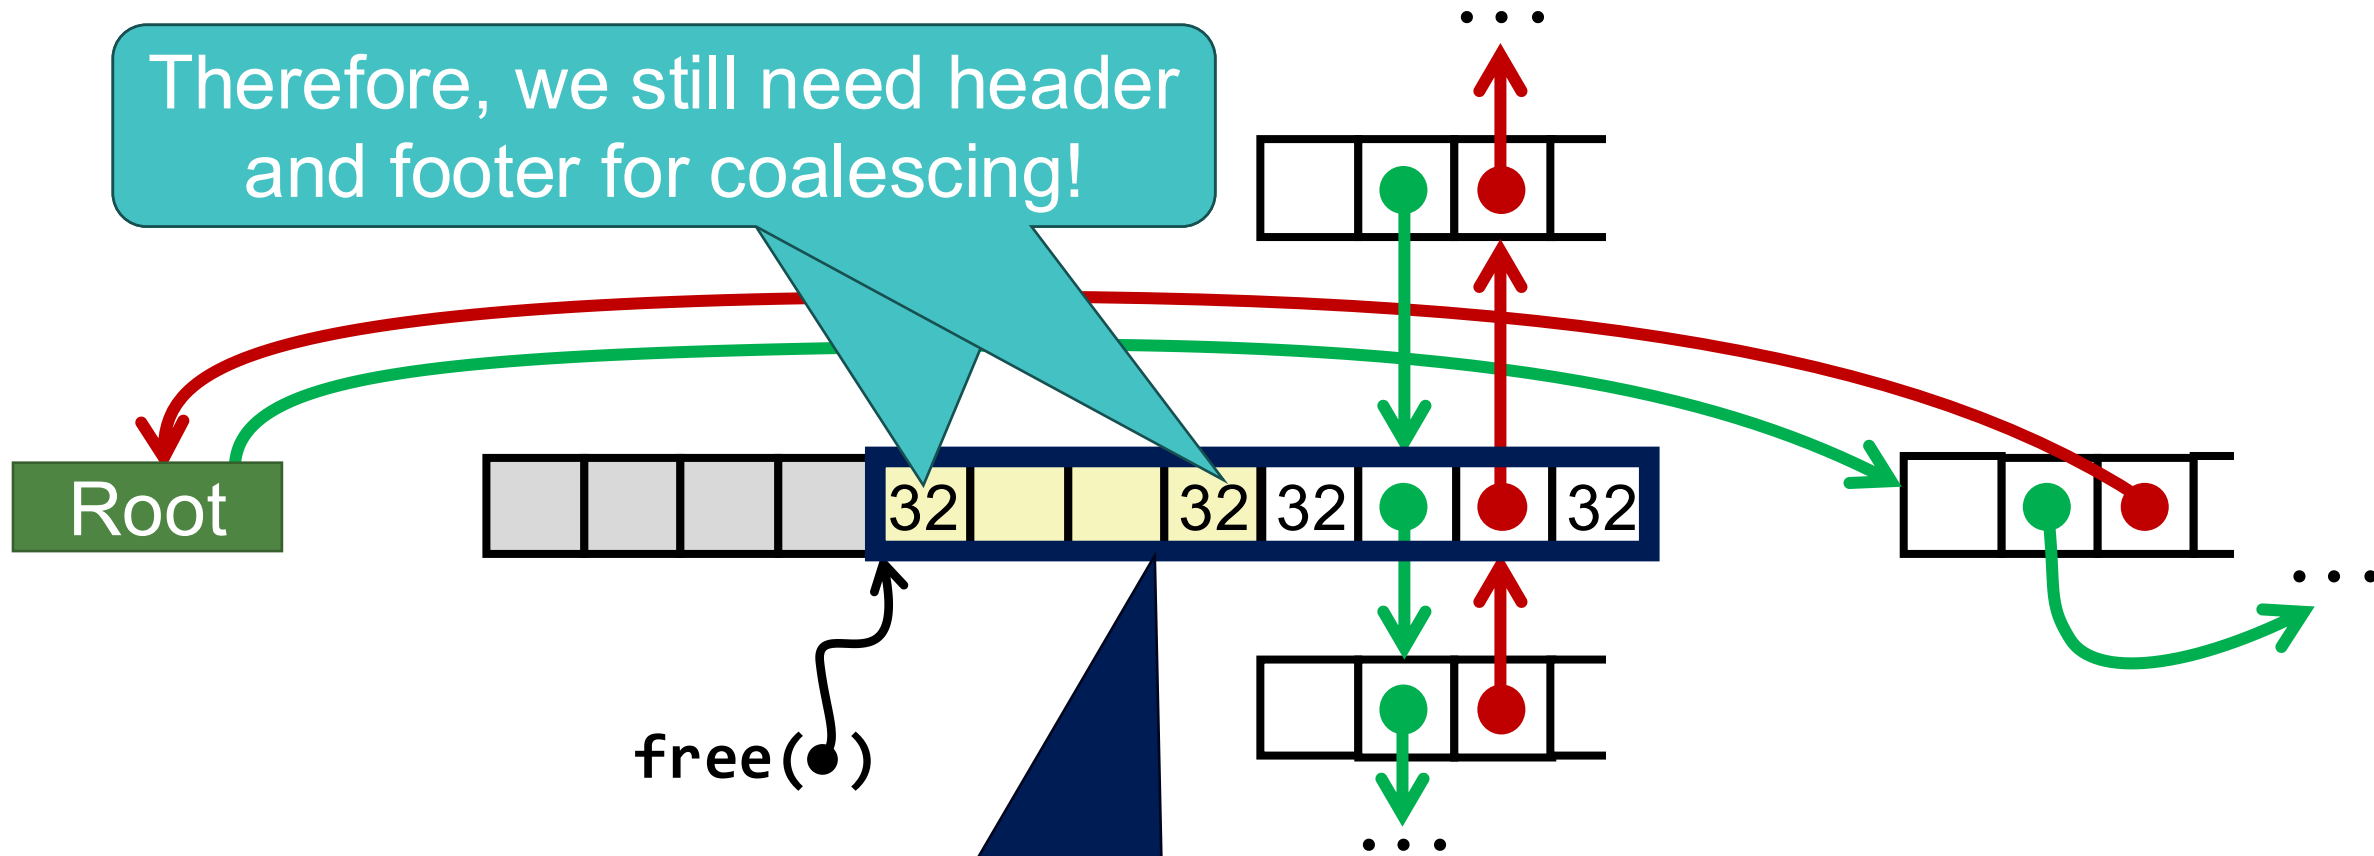 . . .
Therefore, we still need header
and footer for coalescing!
Root
32 32 32 32
. . .
free( )
. . .